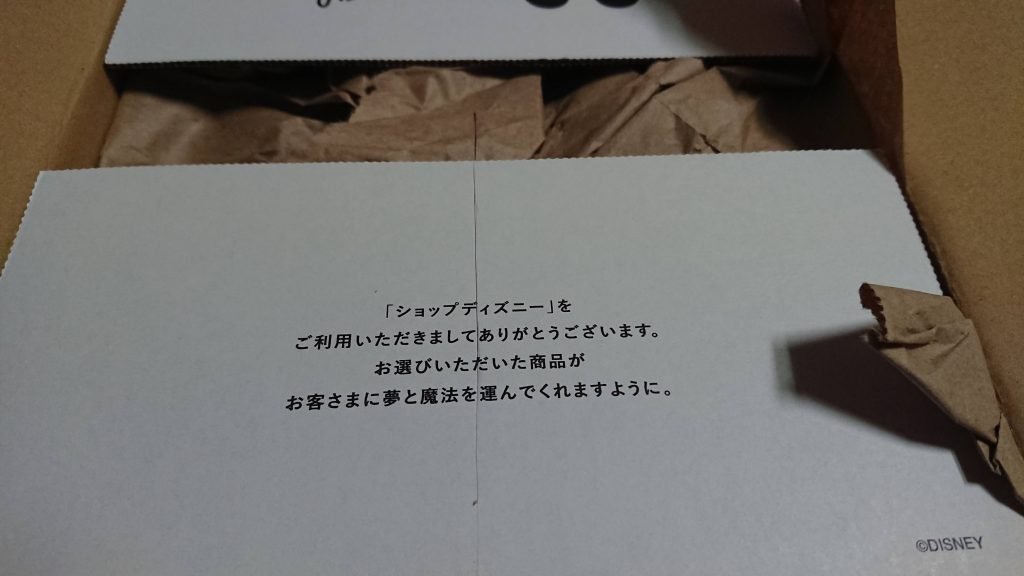 「ショップディズニー」を
ご利用いただきましてありがとうございます。
お選びいただいた商品が
お客さまに夢と魔法を運んでくれますように。
©DISNEY